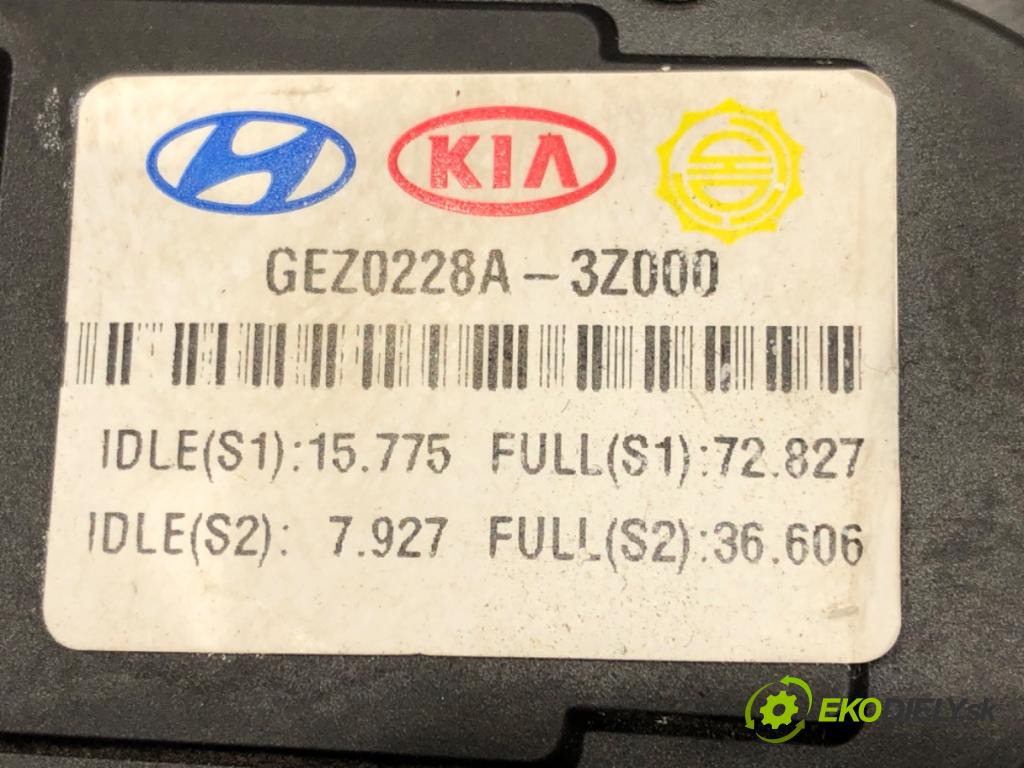 KIA
GEZ0228A-3Z000
IDLE(S1):15.775 FULL(S1):72.827
IDLE(S2): 7.927 FULL(S2):36.606
EKODIELY.sk